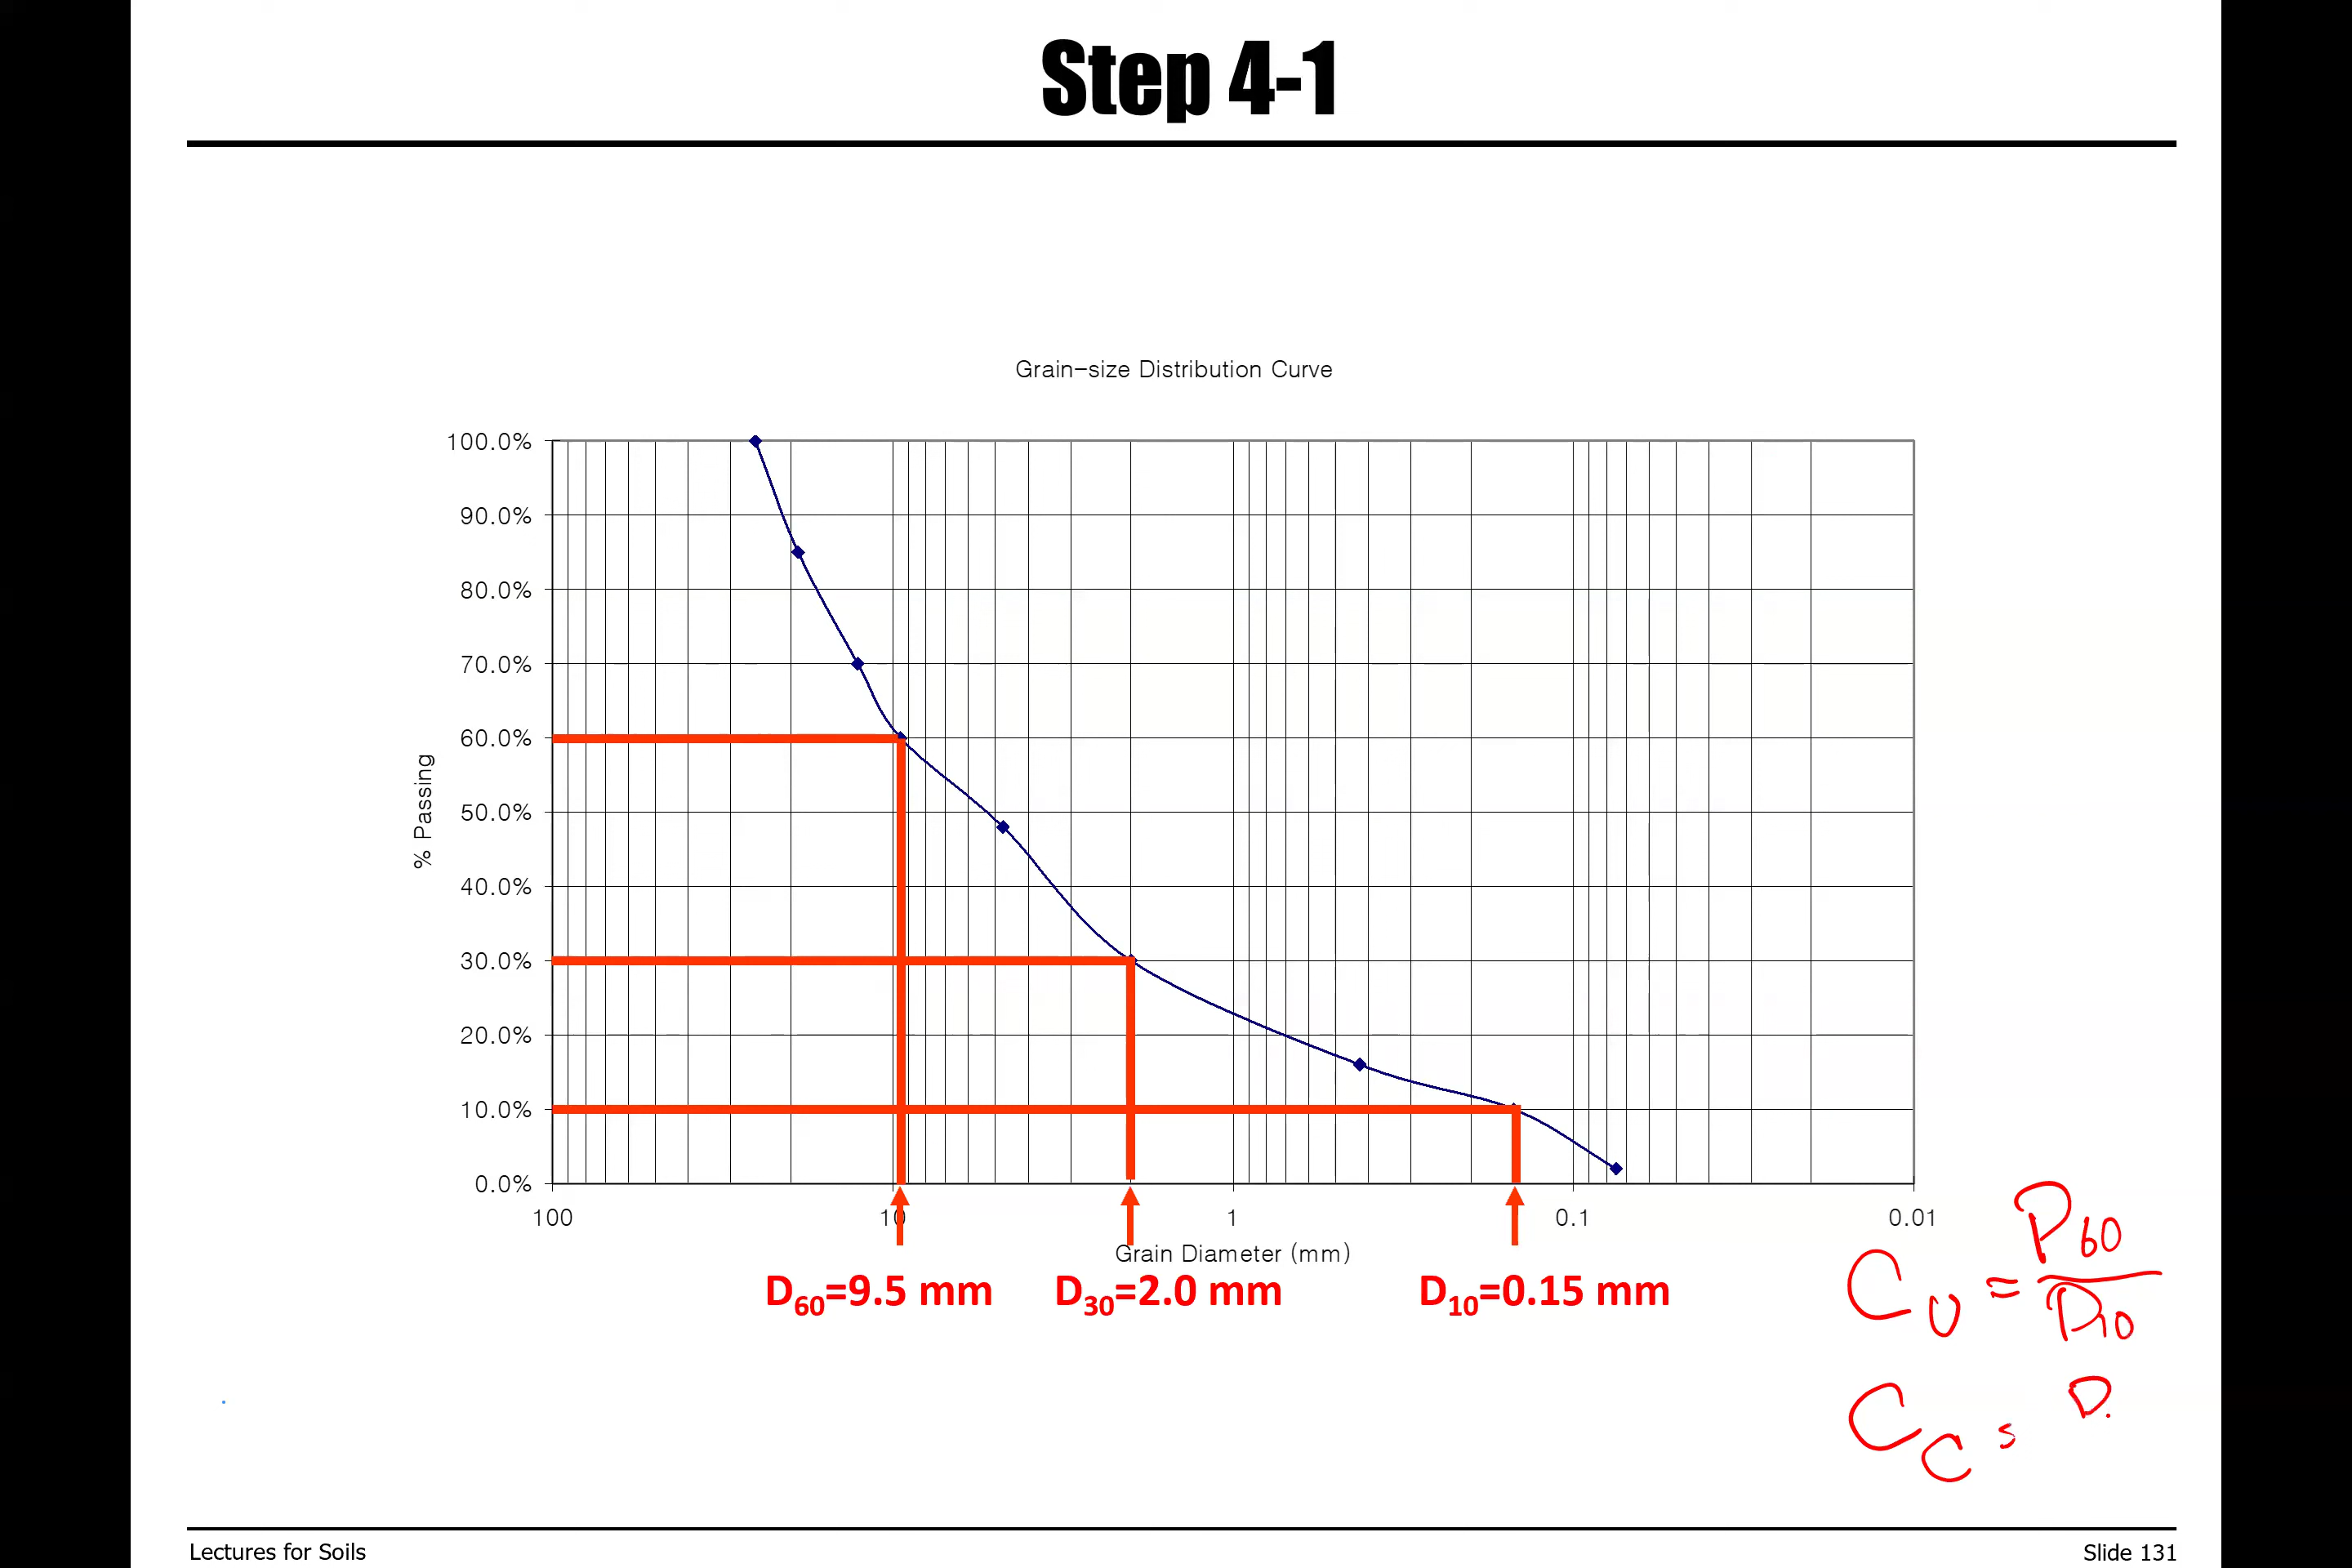 Step 4-1
Grain-size Distribution Curve
100.0%
90.0%
80.0%
70.0%
60.0%
50.0%
40.0%
30.0%
20.0%
10.0%
0.0%
% Passing
100 10 1 0.1 0.01
Grain Diameter (mm)
D60=9.5 mm D30=2.0 mm D10=0.15 mm
CU = D60/D10
CC = D.
Lectures for Soils Slide 131